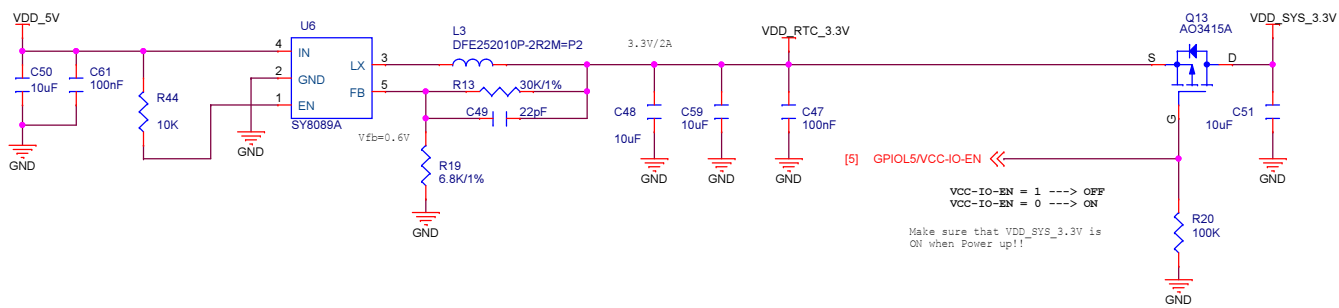 VDD_5V
U6
L3
DFE252010P-2R2M=P2
3.3V/2A
VDD_RTC_3.3V
Q13
AO3415A
VDD_SYS_3.3V
4
IN
LX
3
S
D
C50
10uF
C61
100nF
2
GND
FB
5
R13
30K/1%
G
R44
10K
1
EN
SY8089A
C49
22pF
C48
10uF
C59
10uF
C47
100nF
C51
10uF
Vfb=0.6V
GND
GND
R19
6.8K/1%
GND
GND
GND
GND
GND
[5]
GPIOL5/VCC-IO-EN
VCC-IO-EN = 1 ---> OFF
VCC-IO-EN = 0 ---> ON
R20
100K
Make sure that VDD_SYS_3.3V is
ON when Power up!!
GND
GND